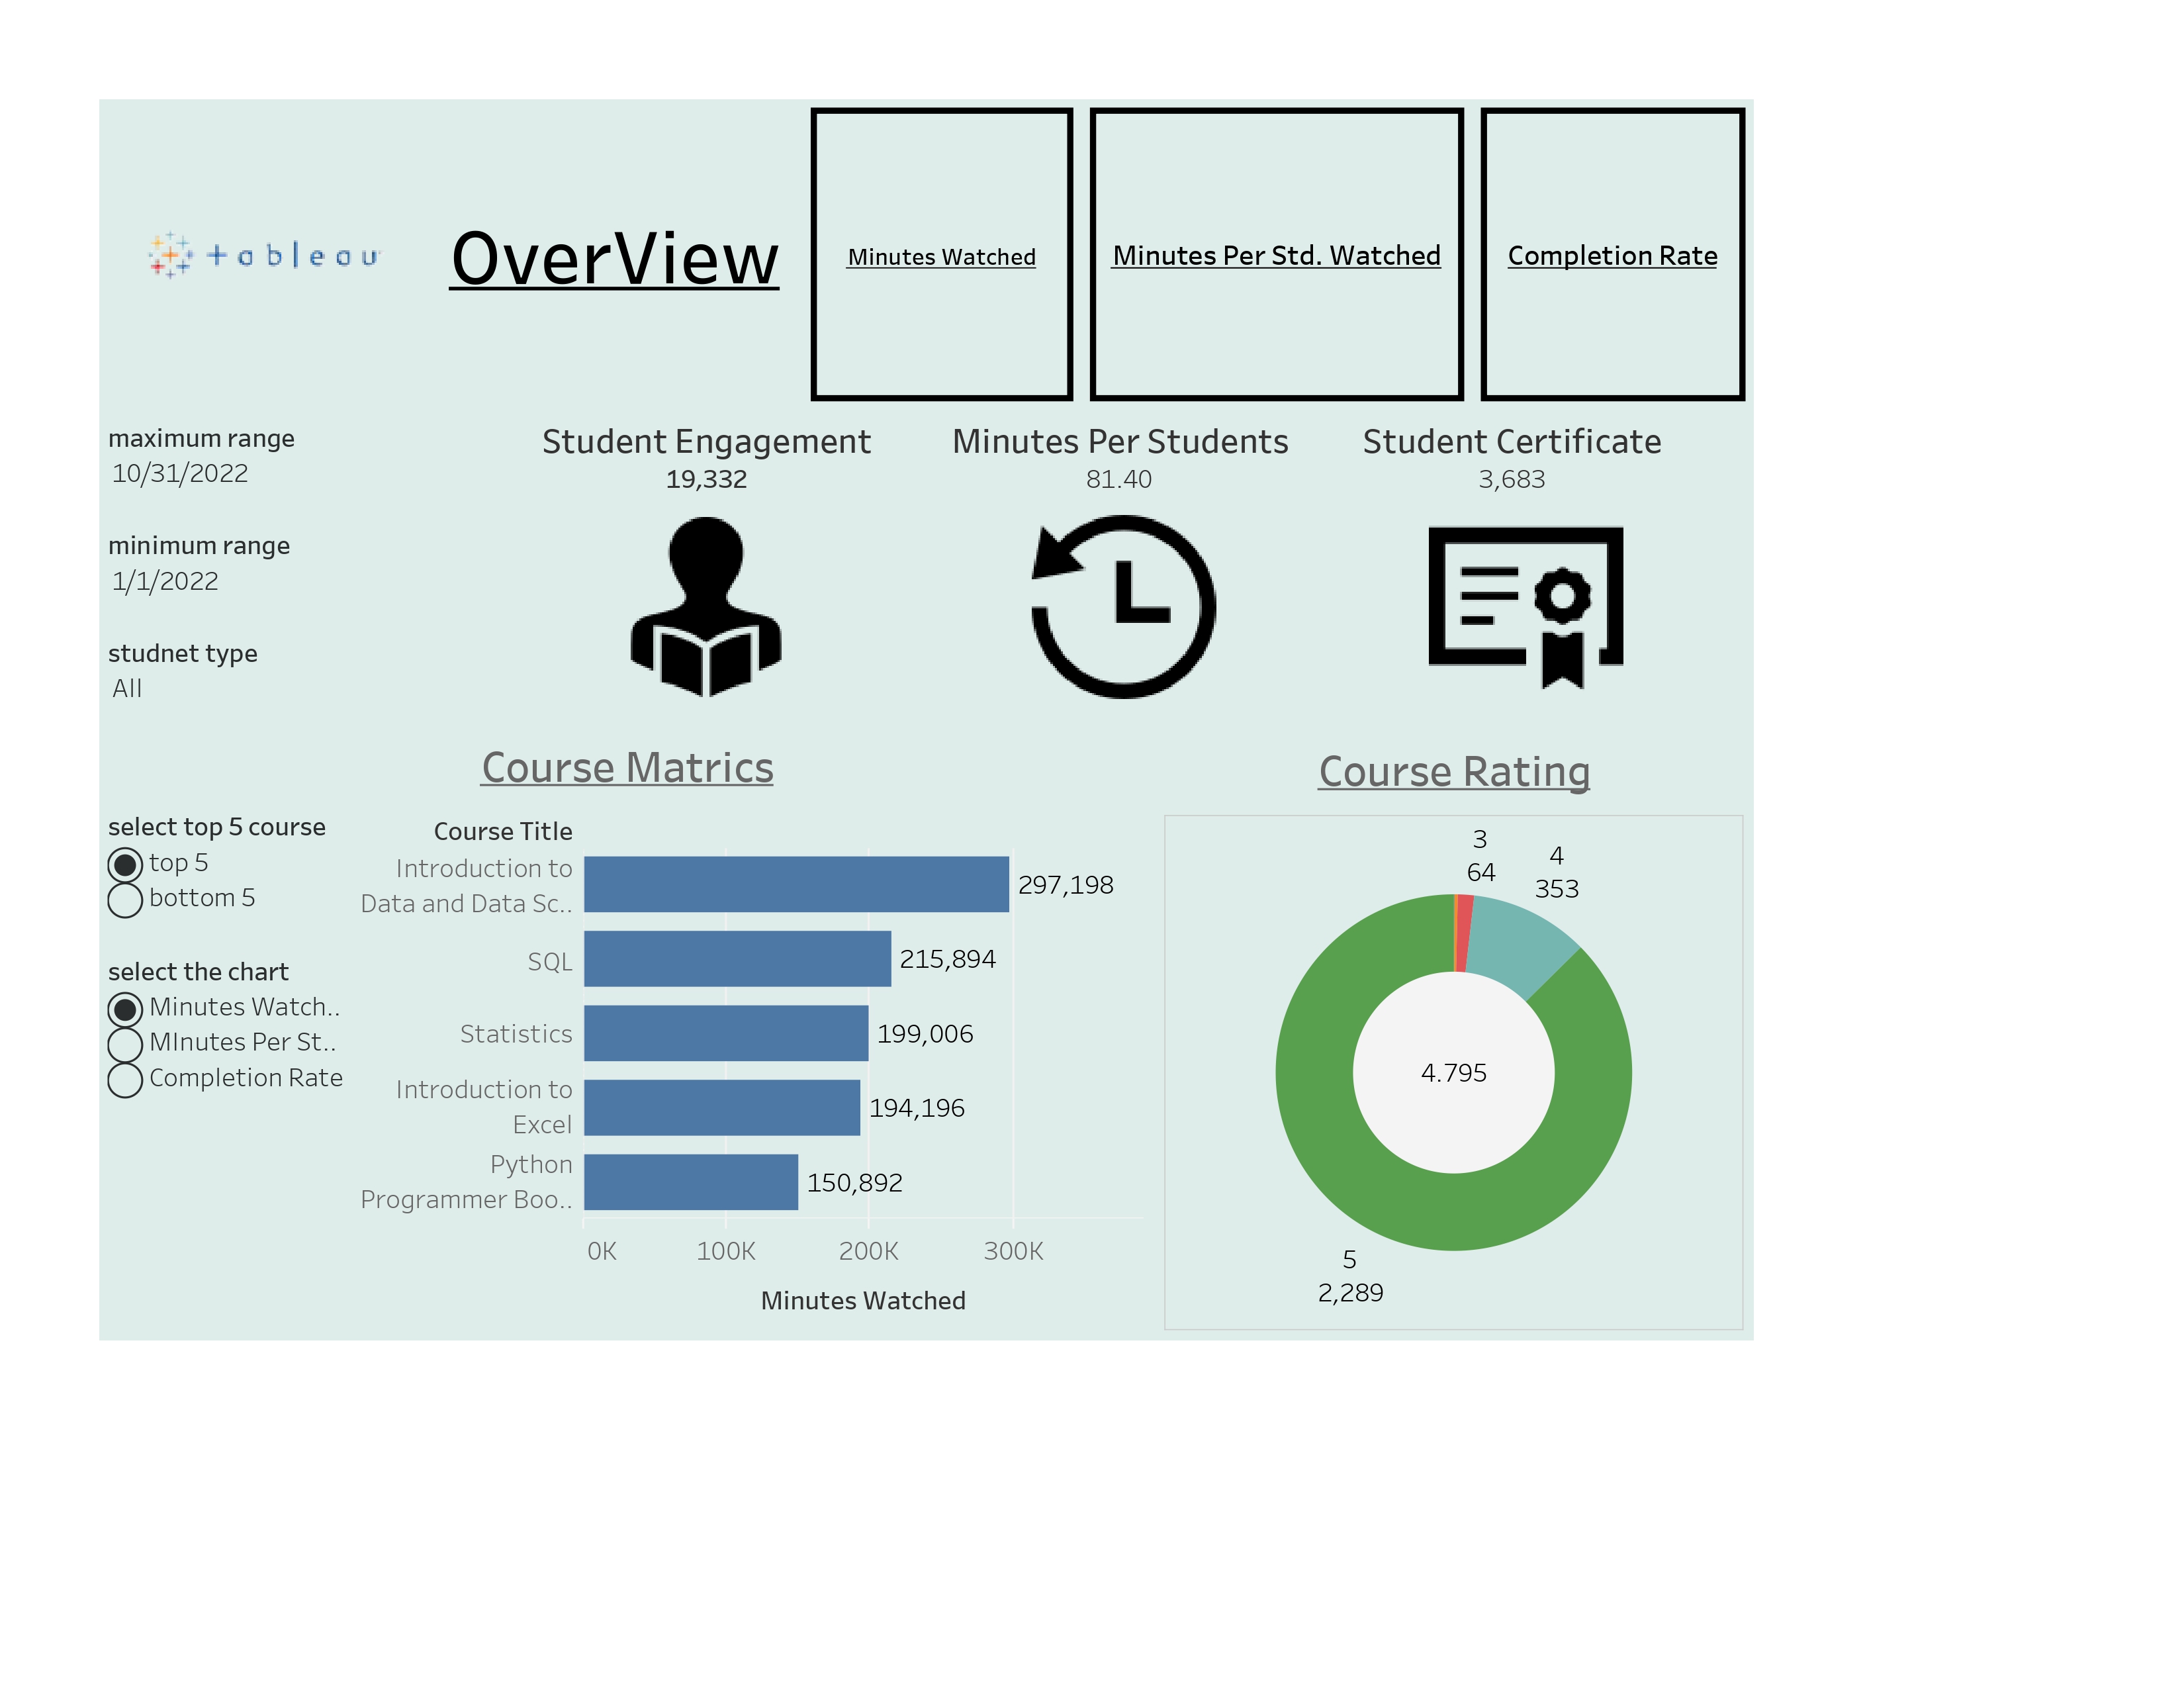 tableau
OverView
Minutes Watched
Minutes Per Std. Watched
Completion Rate
maximum range
10/31/2022
minimum range
1/1/2022
studnet type
All
Student Engagement
19,332
Minutes Per Students
81.40
Student Certificate
3,683
Course Matrics
Course Rating
select top 5 course
top 5
bottom 5
select the chart
Minutes Watch..
MInutes Per St..
Completion Rate
Course Title
Introduction to
Data and Data Sc..
297,198
SQL
215,894
Statistics
199,006
Introduction to
Excel
194,196
Python
Programmer Boo..
150,892
0K
100K
200K
300K
Minutes Watched
3
64
4
353
4.795
5
2,289